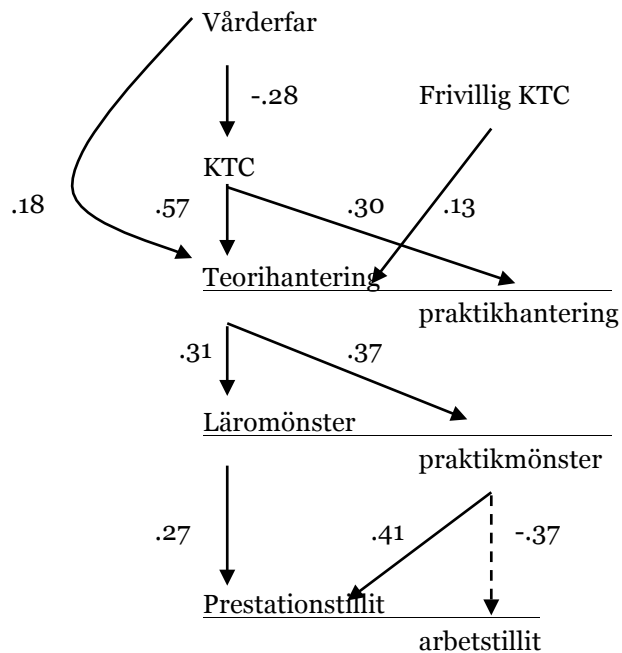 Vårderfar
-.28
Frivillig KTC
KTC
.18
.57
.30
.13
Teorihantering
praktikhantering
.31
.37
Läromönster
praktikmönster
.27
.41
-.37
Prestationstillit
arbetstillit